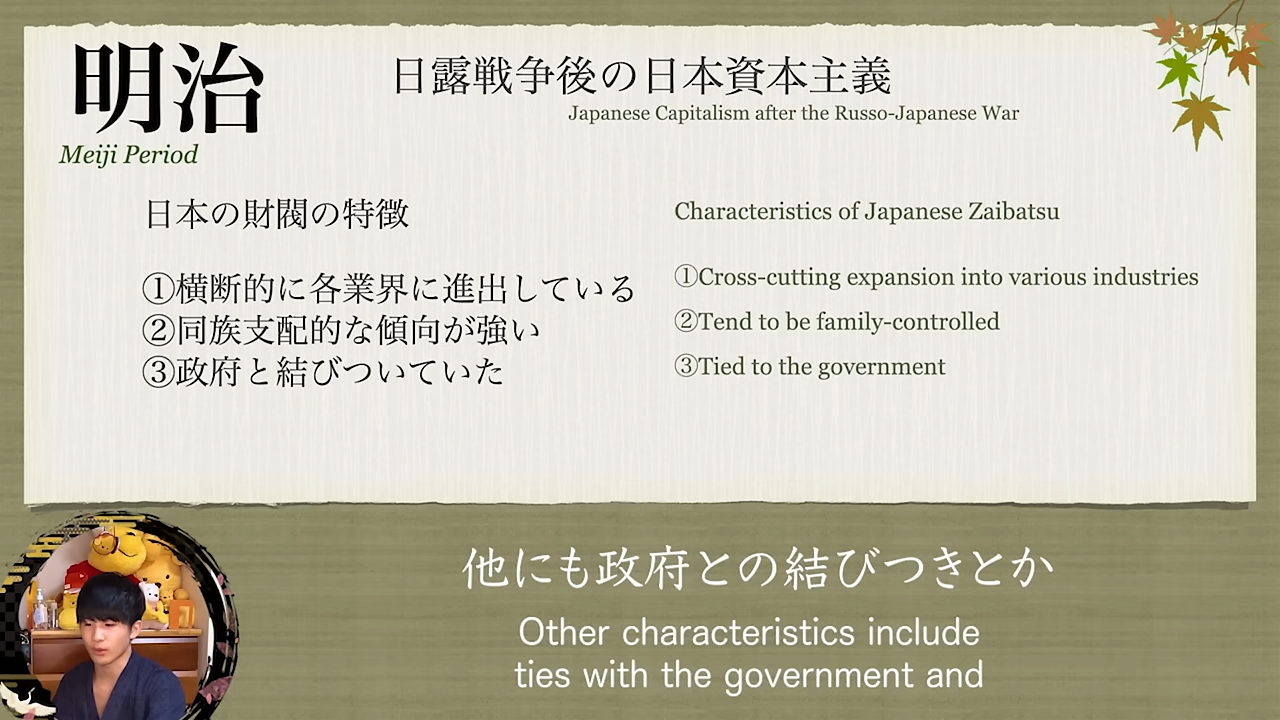 明治
Meiji Period
日露戦争後の日本資本主義
Japanese Capitalism after the Russo-Japanese War
日本の財閥の特徴
①横断的に各業界に進出している
②同族支配的な傾向が強い
③政府と結びついていた
Characteristics of Japanese Zaibatsu
①Cross-cutting expansion into various industries
②Tend to be family-controlled
③Tied to the government
他にも政府との結びつきとか
Other characteristics include
ties with the government and